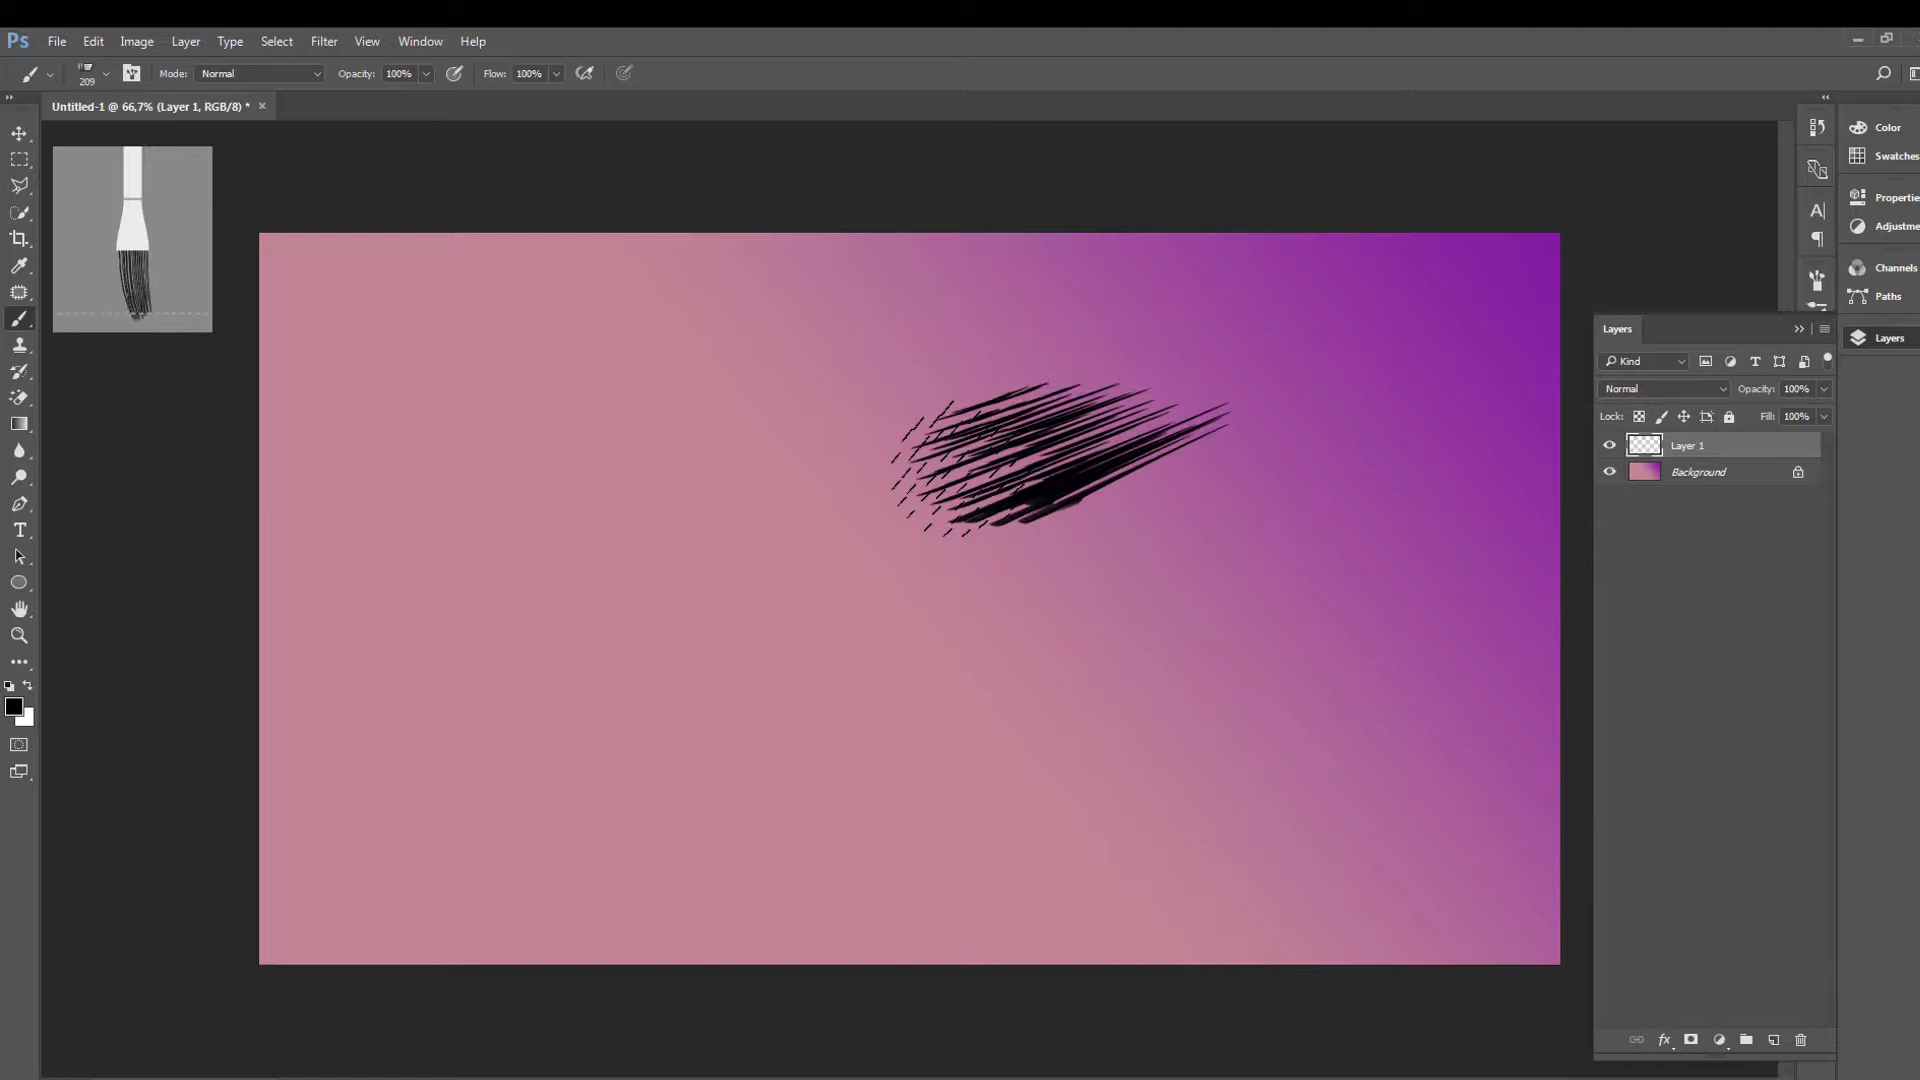 Ps File Edit Image Layer Type Select Filter View Window Help
209 Mode: Normal Opacity: 100% Flow: 100%
Untitled-1 @ 66,7% (Layer 1, RGB/8) *
Color
Swatches
Properties
Adjustme
Channels
Paths
Layers
Layers
Kind
Normal Opacity: 100%
Lock: Fill: 100%
Layer 1
Background
fx